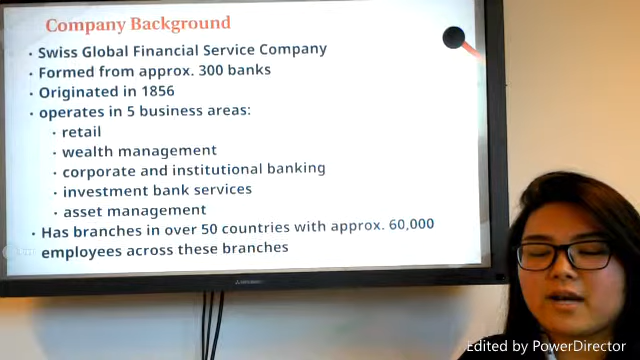 Company Background
• Swiss Global Financial Service Company
• Formed from approx. 300 banks
• Originated in 1856
• operates in 5 business areas:
• retail
• wealth management
• corporate and institutional banking
• investment bank services
• asset management
• Has branches in over 50 countries with approx. 60,000
employees across these branches
Edited by PowerDirector